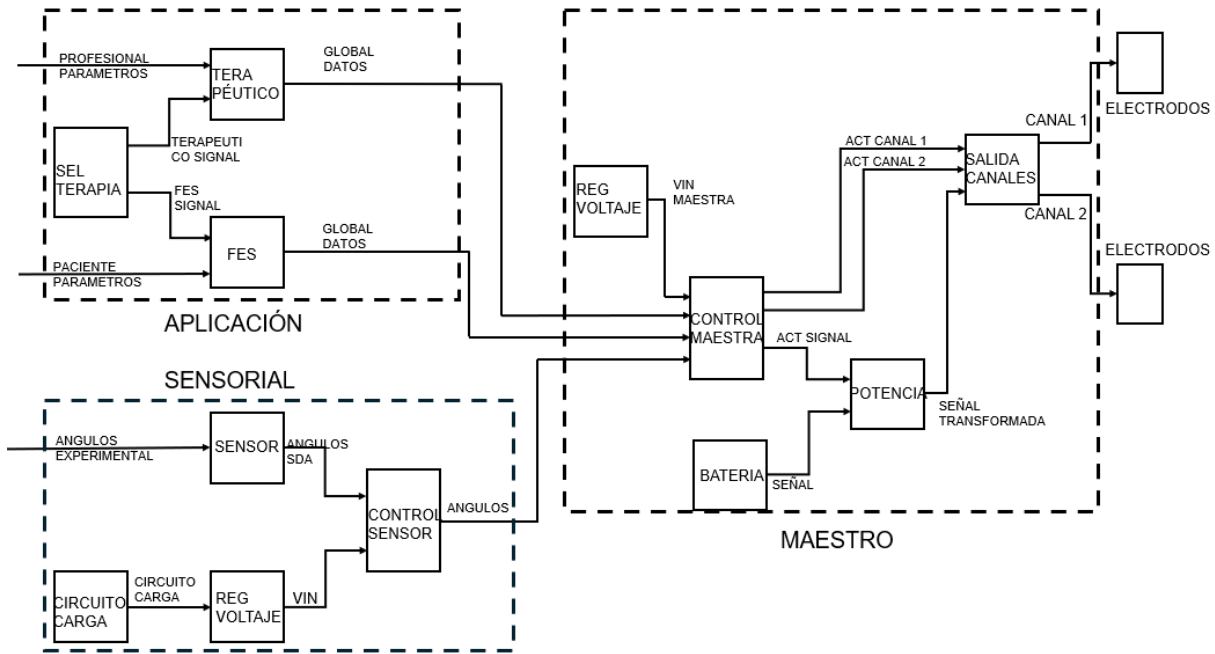 PROFESIONAL
PARAMETROS
TERA
PÉUTICO
GLOBAL
DATOS
TERAPEUTI
CO SIGNAL
SEL
TERAPIA
FES
SIGNAL
FES
GLOBAL
DATOS
PACIENTE
PARAMETROS
APLICACIÓN
SENSORIAL
ANGULOS
EXPERIMENTAL
SENSOR
ANGULOS
SDA
CONTROL
SENSOR
ANGULOS
CIRCUITO
CARGA
CIRCUITO
CARGA
REG
VOLTAJE
VIN
REG
VOLTAJE
VIN
MAESTRA
CONTROL
MAESTRA
ACT CANAL 1
ACT CANAL 2
ACT SIGNAL
POTENCIA
BATERIA
SEÑAL
SEÑAL
TRANSFORMADA
SALIDA
CANALES
CANAL 1
CANAL 2
ELECTRODOS
ELECTRODOS
MAESTRO